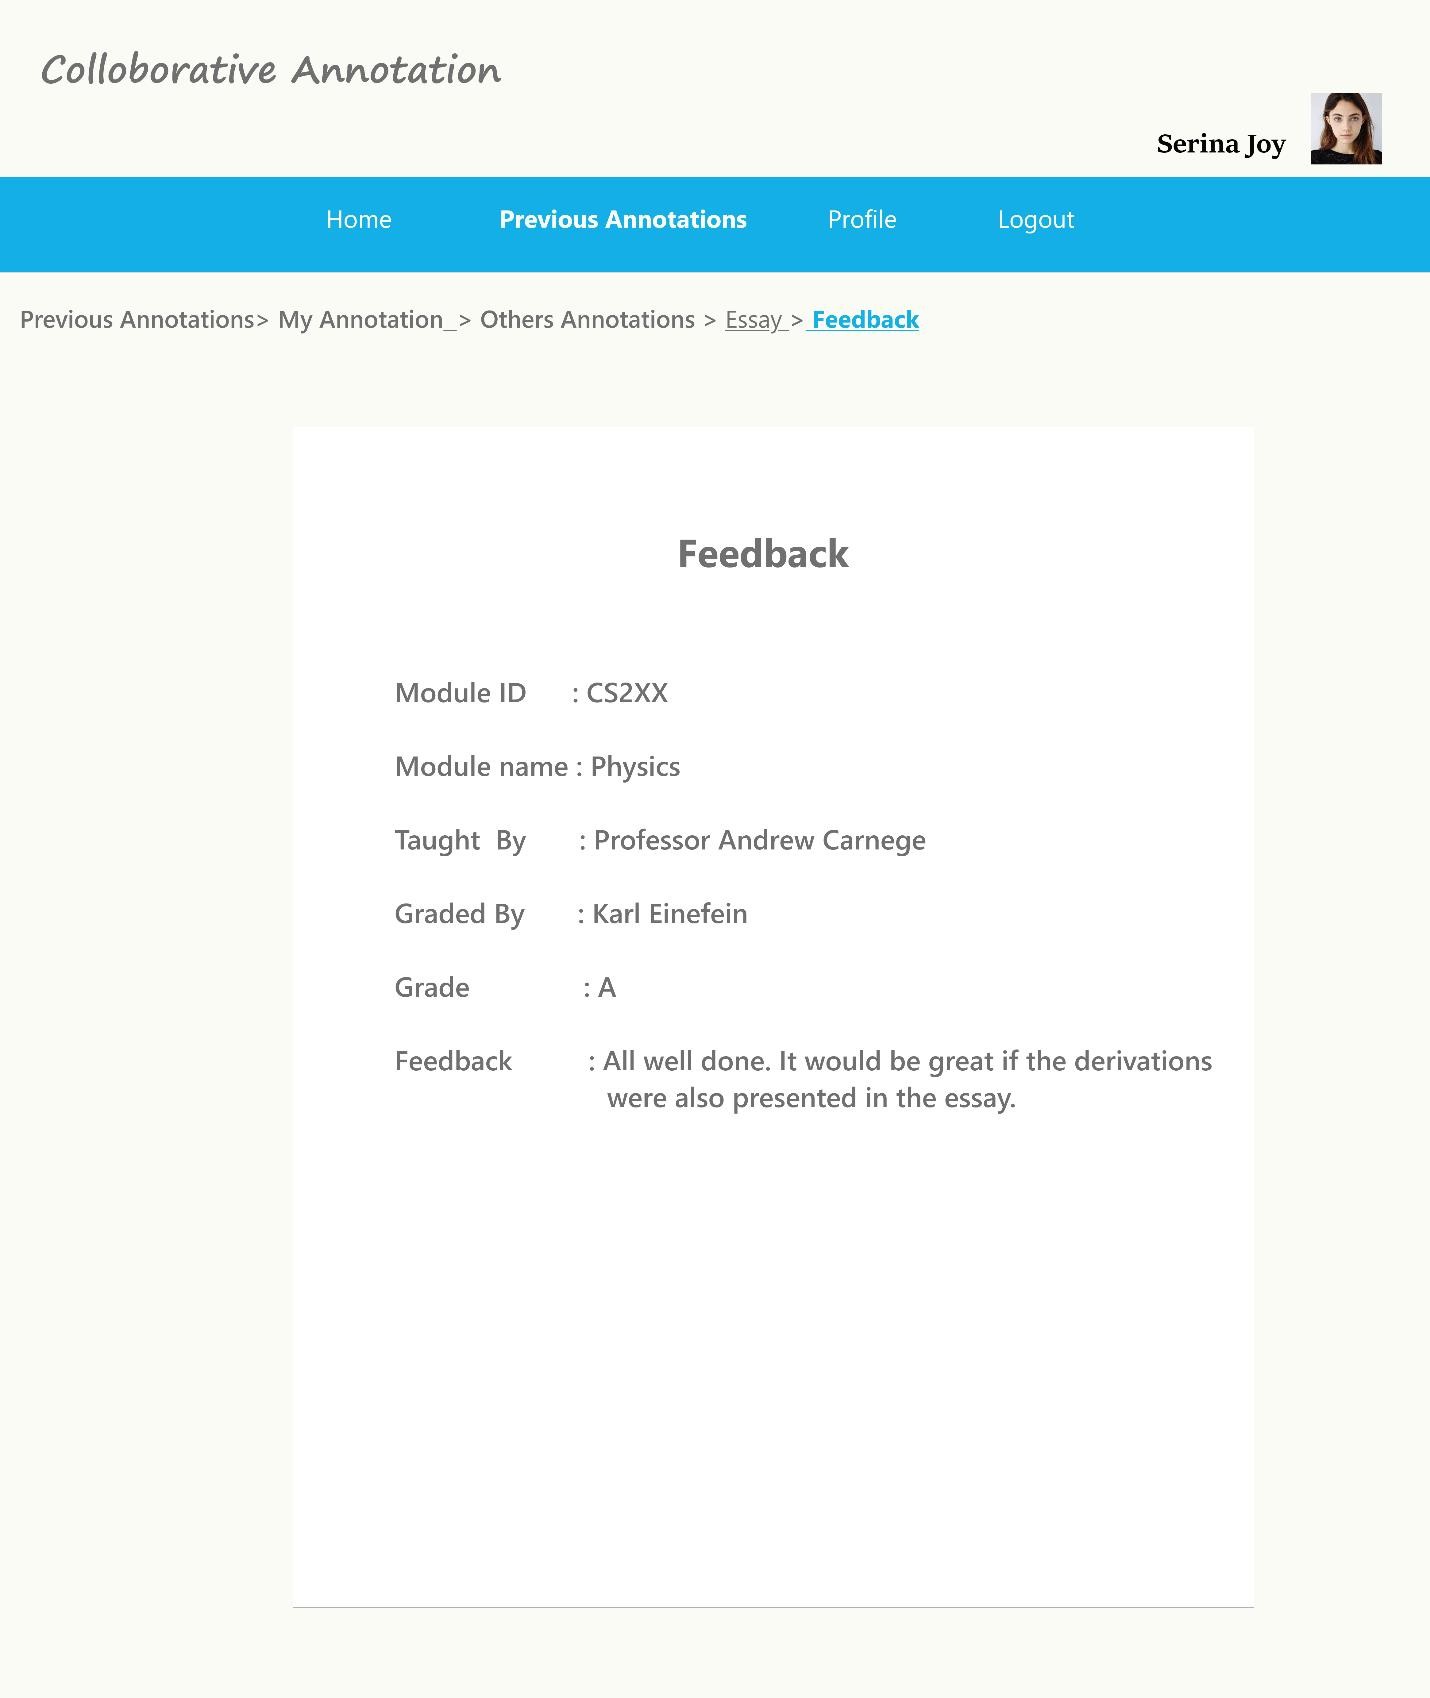 Colloborative Annotation
Serina Joy
Home Previous Annotations Profile Logout
Previous Annotations> My Annotation_> Others Annotations > Essay > Feedback
Feedback
Module ID : CS2XX
Module name : Physics
Taught By : Professor Andrew Carnege
Graded By : Karl Einefein
Grade : A
Feedback : All well done. It would be great if the derivations
were also presented in the essay.